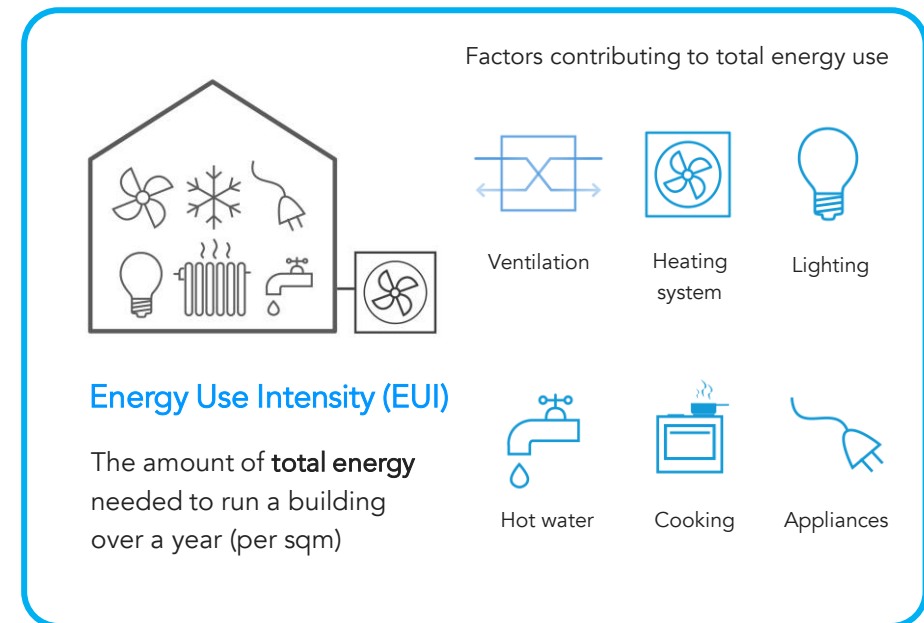 Factors contributing to total energy use
Ventilation
Heating
system
Lighting
Energy Use Intensity (EUI)
The amount of total energy
needed to run a building
over a year (per sqm)
Hot water
Cooking
Appliances